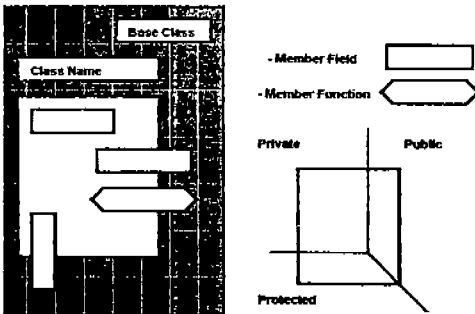 Base Class
Class Name
- Member Field
- Member Function
Private
Public
Protected